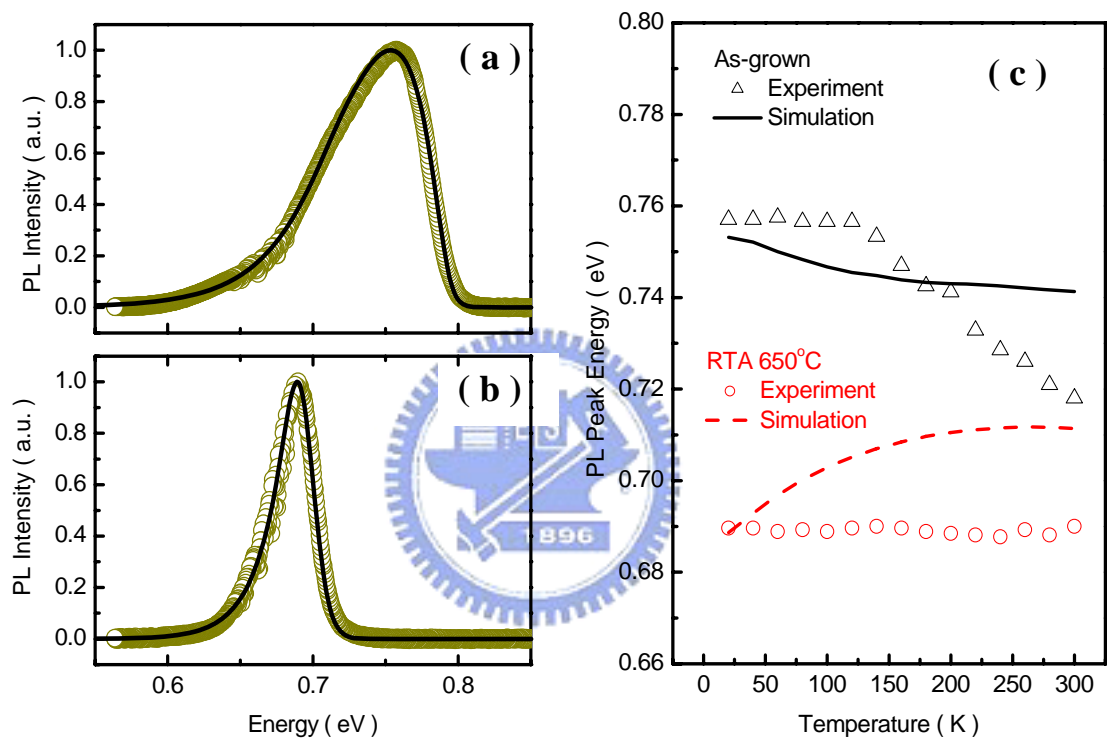 ( a )
PL Intensity ( a.u. )
1.0
0.8
0.6
0.4
0.2
0.0
( b )
PL Intensity ( a.u. )
1.0
0.8
0.6
0.4
0.2
0.0
0.6 0.7 0.8
Energy ( eV )
( c )
PL Peak Energy ( eV )
0.80
0.78
0.76
0.74
0.72
0.70
0.68
0.66
As-grown
Experiment
Simulation
RTA 650°C
Experiment
Simulation
0 50 100 150 200 250 300
Temperature ( K )
896